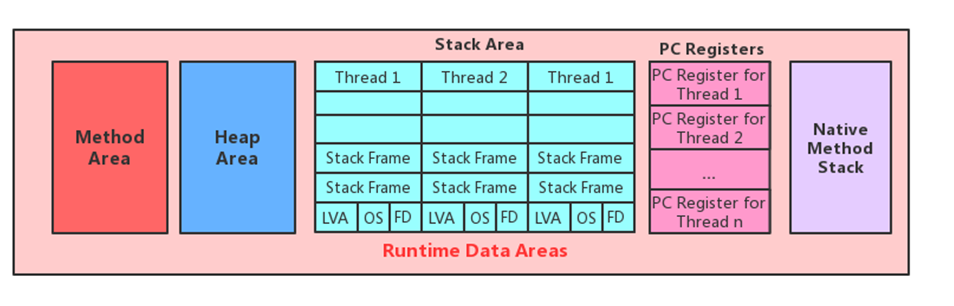 Stack Area
PC Registers
Method
Area
Heap
Area
Thread 1
Thread 2
Thread 1
Stack Frame
Stack Frame
Stack Frame
Stack Frame
Stack Frame
Stack Frame
LVA
OS
FD
LVA
OS
FD
LVA
OS
FD
PC Register for
Thread 1
PC Register for
Thread 2
...
PC Register for
Thread n
Native
Method
Stack
Runtime Data Areas